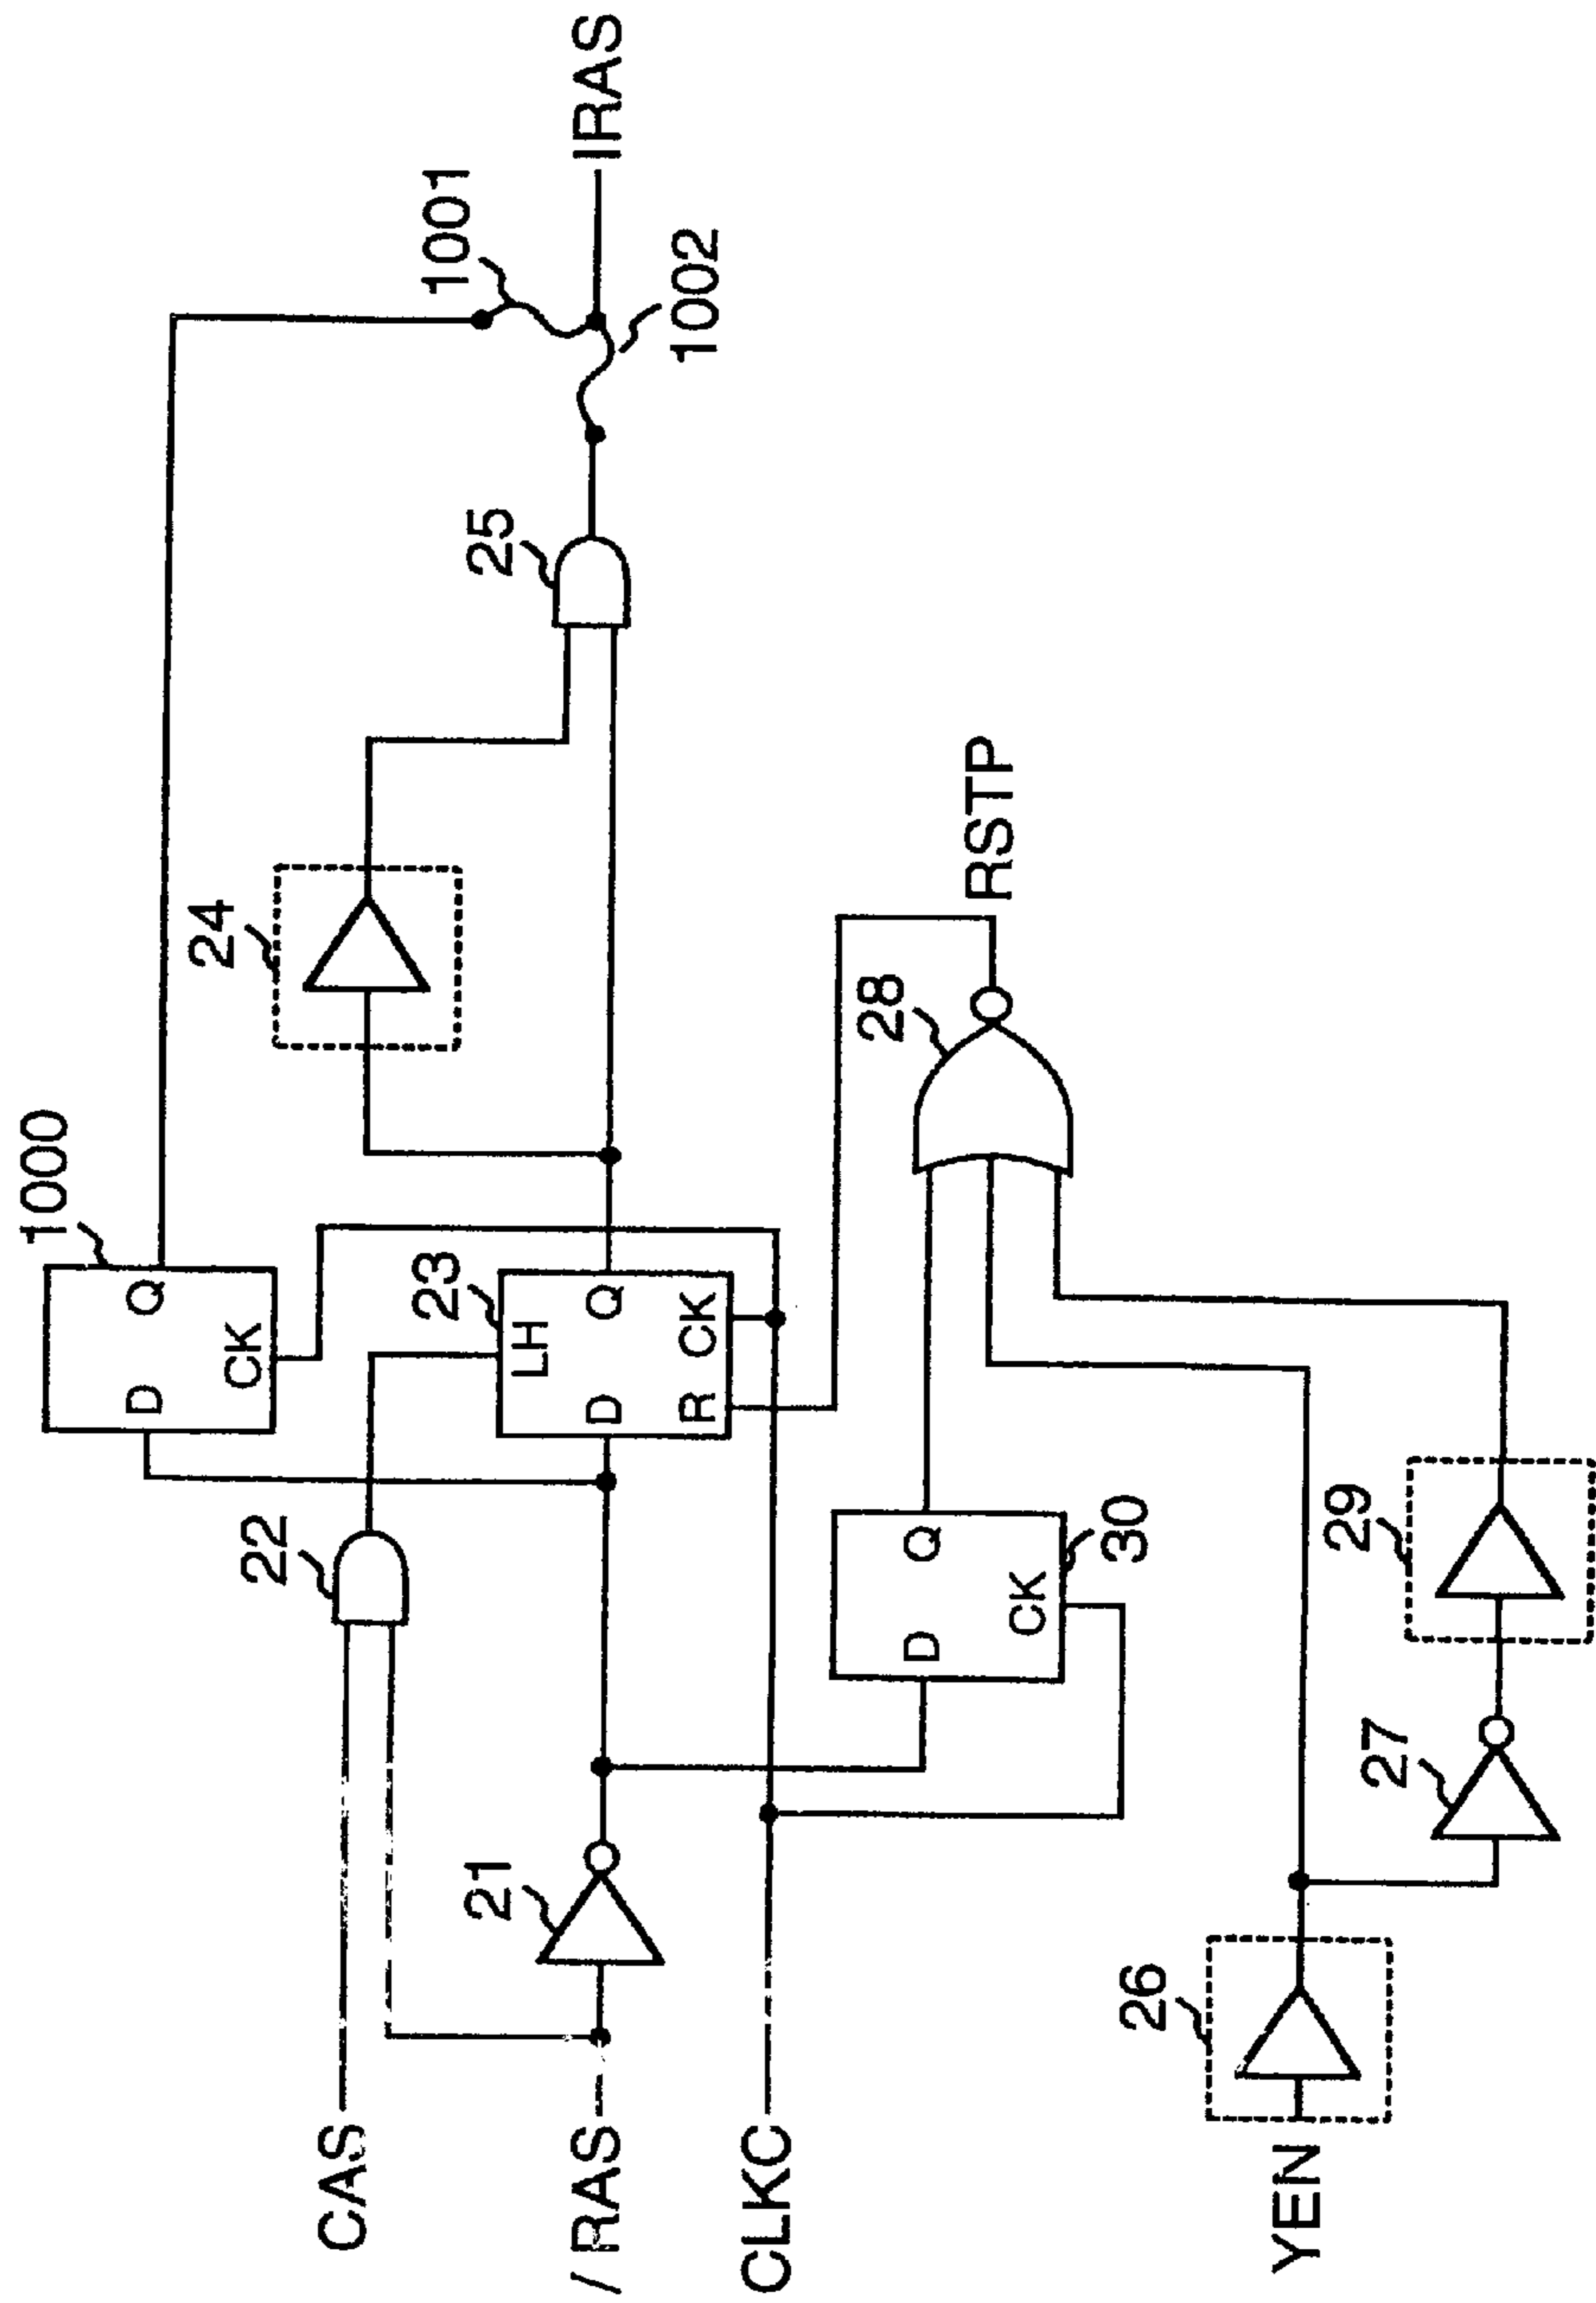 1000
D
Q
CK
1001
IRAS
1002
CAS
22
23
LH
D
Q
R
CK
24
25
/RAS
21
CLKC
D
Q
CK
30
28
RSTP
YEN
26
27
29